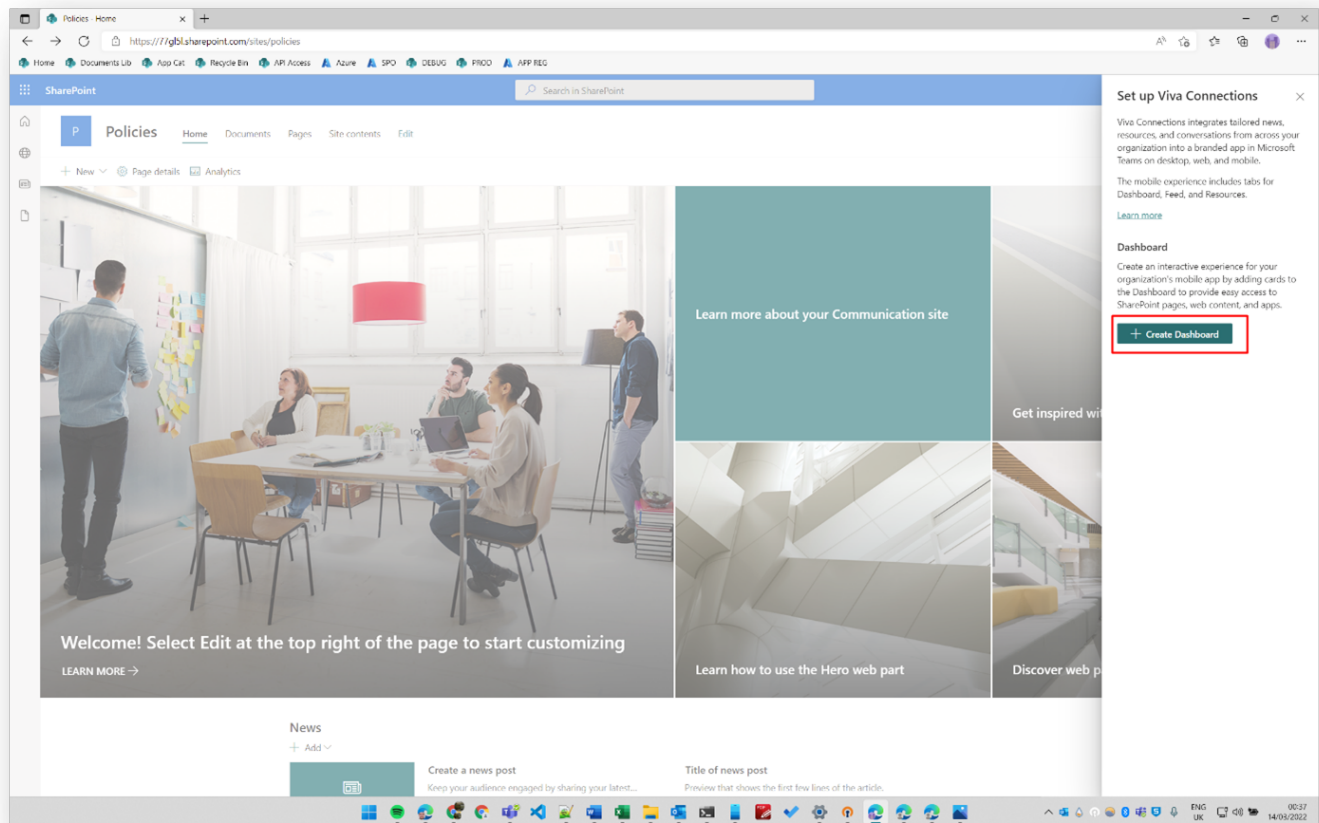 Policies - Home
https://77gl5l.sharepoint.com/sites/policies
Home Documents Lib App Cat Recycle Bin API Access Azure SPO DEBUG PROD APP REG
SharePoint
Search in SharePoint
P
Policies
Home Documents Pages Site contents Edit
+ New Page details Analytics
Learn more about your Communication site
Get inspired wi
Welcome! Select Edit at the top right of the page to start customizing
LEARN MORE →
Learn how to use the Hero web part
Discover web p
News
+ Add
Create a news post
Keep your audience engaged by sharing your latest...
Title of news post
Preview that shows the first few lines of the article.
Set up Viva Connections
Viva Connections integrates tailored news,
resources, and conversations from across your
organization into a branded app in Microsoft
Teams on desktop, web, and mobile.
The mobile experience includes tabs for
Dashboard, Feed, and Resources.
Learn more
Dashboard
Create an interactive experience for your
organization's mobile app by adding cards to
the Dashboard to provide easy access to
SharePoint pages, web content, and apps.
+ Create Dashboard
ENG
UK
00:37
14/03/2022